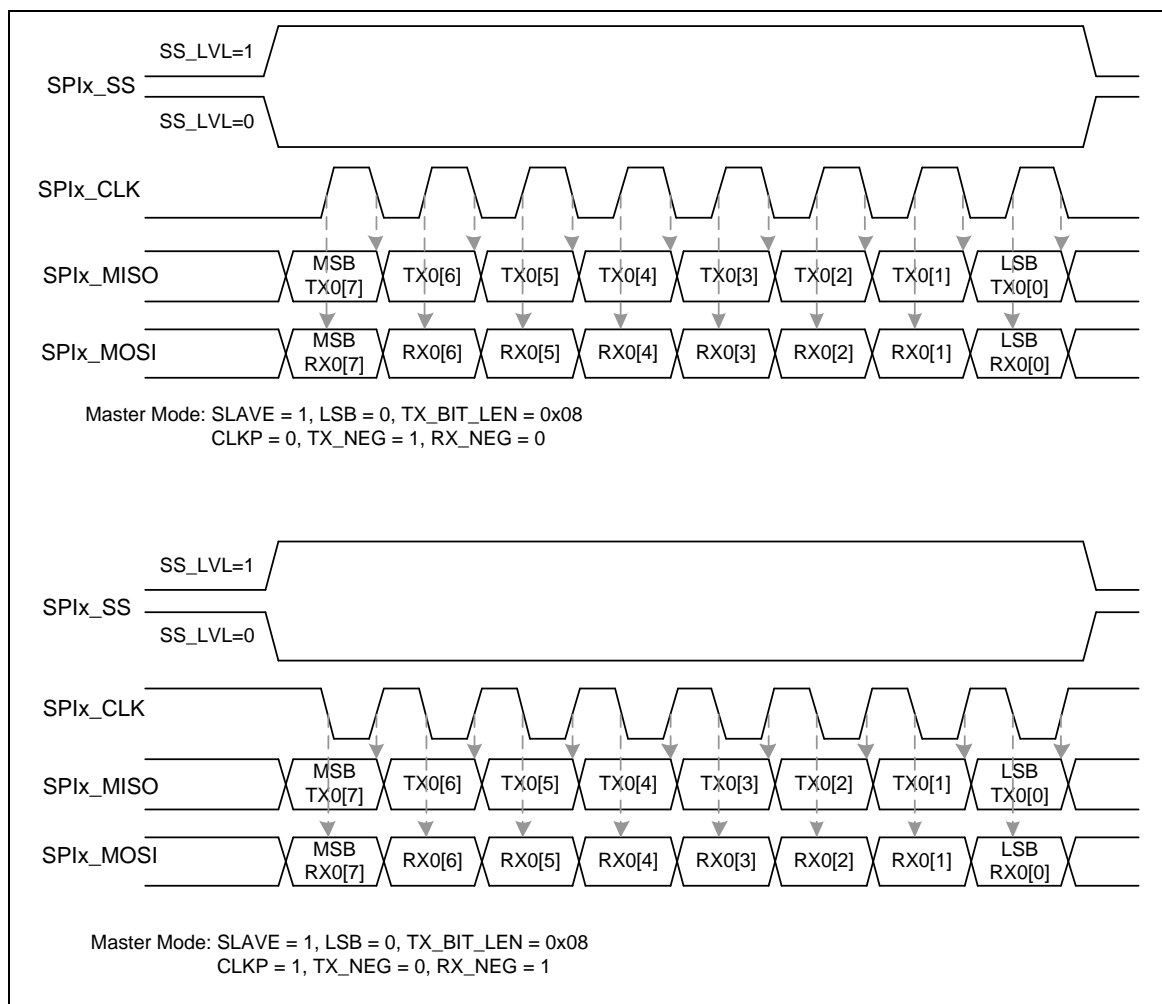 SS_LVL=1
SPIx_SS
SS_LVL=0
SPIx_CLK
SPIx_MISO
MSB TX0[7] TX0[6] TX0[5] TX0[4] TX0[3] TX0[2] TX0[1] LSB TX0[0]
SPIx_MOSI
MSB RX0[7] RX0[6] RX0[5] RX0[4] RX0[3] RX0[2] RX0[1] LSB RX0[0]
Master Mode: SLAVE = 1, LSB = 0, TX_BIT_LEN = 0x08
CLKP = 0, TX_NEG = 1, RX_NEG = 0
SS_LVL=1
SPIx_SS
SS_LVL=0
SPIx_CLK
SPIx_MISO
MSB TX0[7] TX0[6] TX0[5] TX0[4] TX0[3] TX0[2] TX0[1] LSB TX0[0]
SPIx_MOSI
MSB RX0[7] RX0[6] RX0[5] RX0[4] RX0[3] RX0[2] RX0[1] LSB RX0[0]
Master Mode: SLAVE = 1, LSB = 0, TX_BIT_LEN = 0x08
CLKP = 1, TX_NEG = 0, RX_NEG = 1